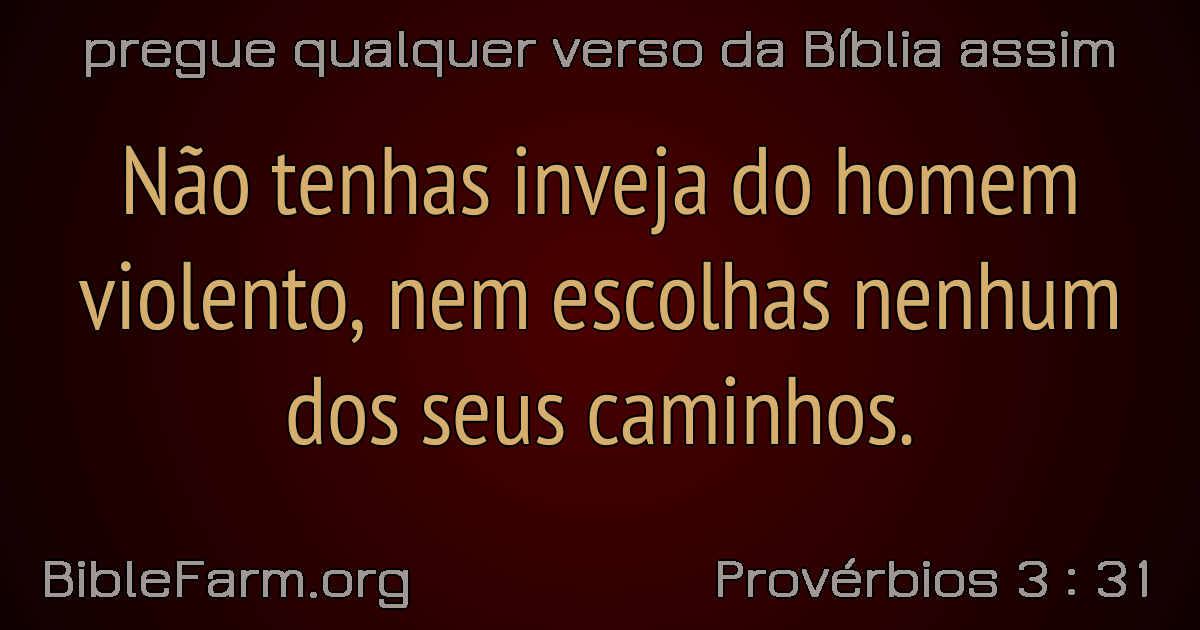 pregue qualquer verso da Bíblia assim
Não tenhas inveja do homem
violento, nem escolhas nenhum
dos seus caminhos.
BibleFarm.org
Provérbios 3 : 31